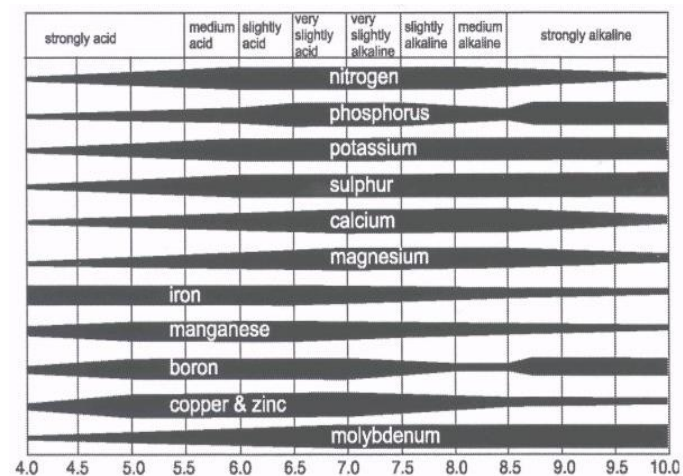 strongly acid
medium
acid
slightly
acid
very
slightly
acid
very
slightly
alkaline
slightly
alkaline
medium
alkaline
strongly alkaline
nitrogen
phosphorus
potassium
sulphur
calcium
magnesium
iron
manganese
boron
copper & zinc
molybdenum
4.0 4.5 5.0 5.5 6.0 6.5 7.0 7.5 8.0 8.5 9.0 9.5 10.0